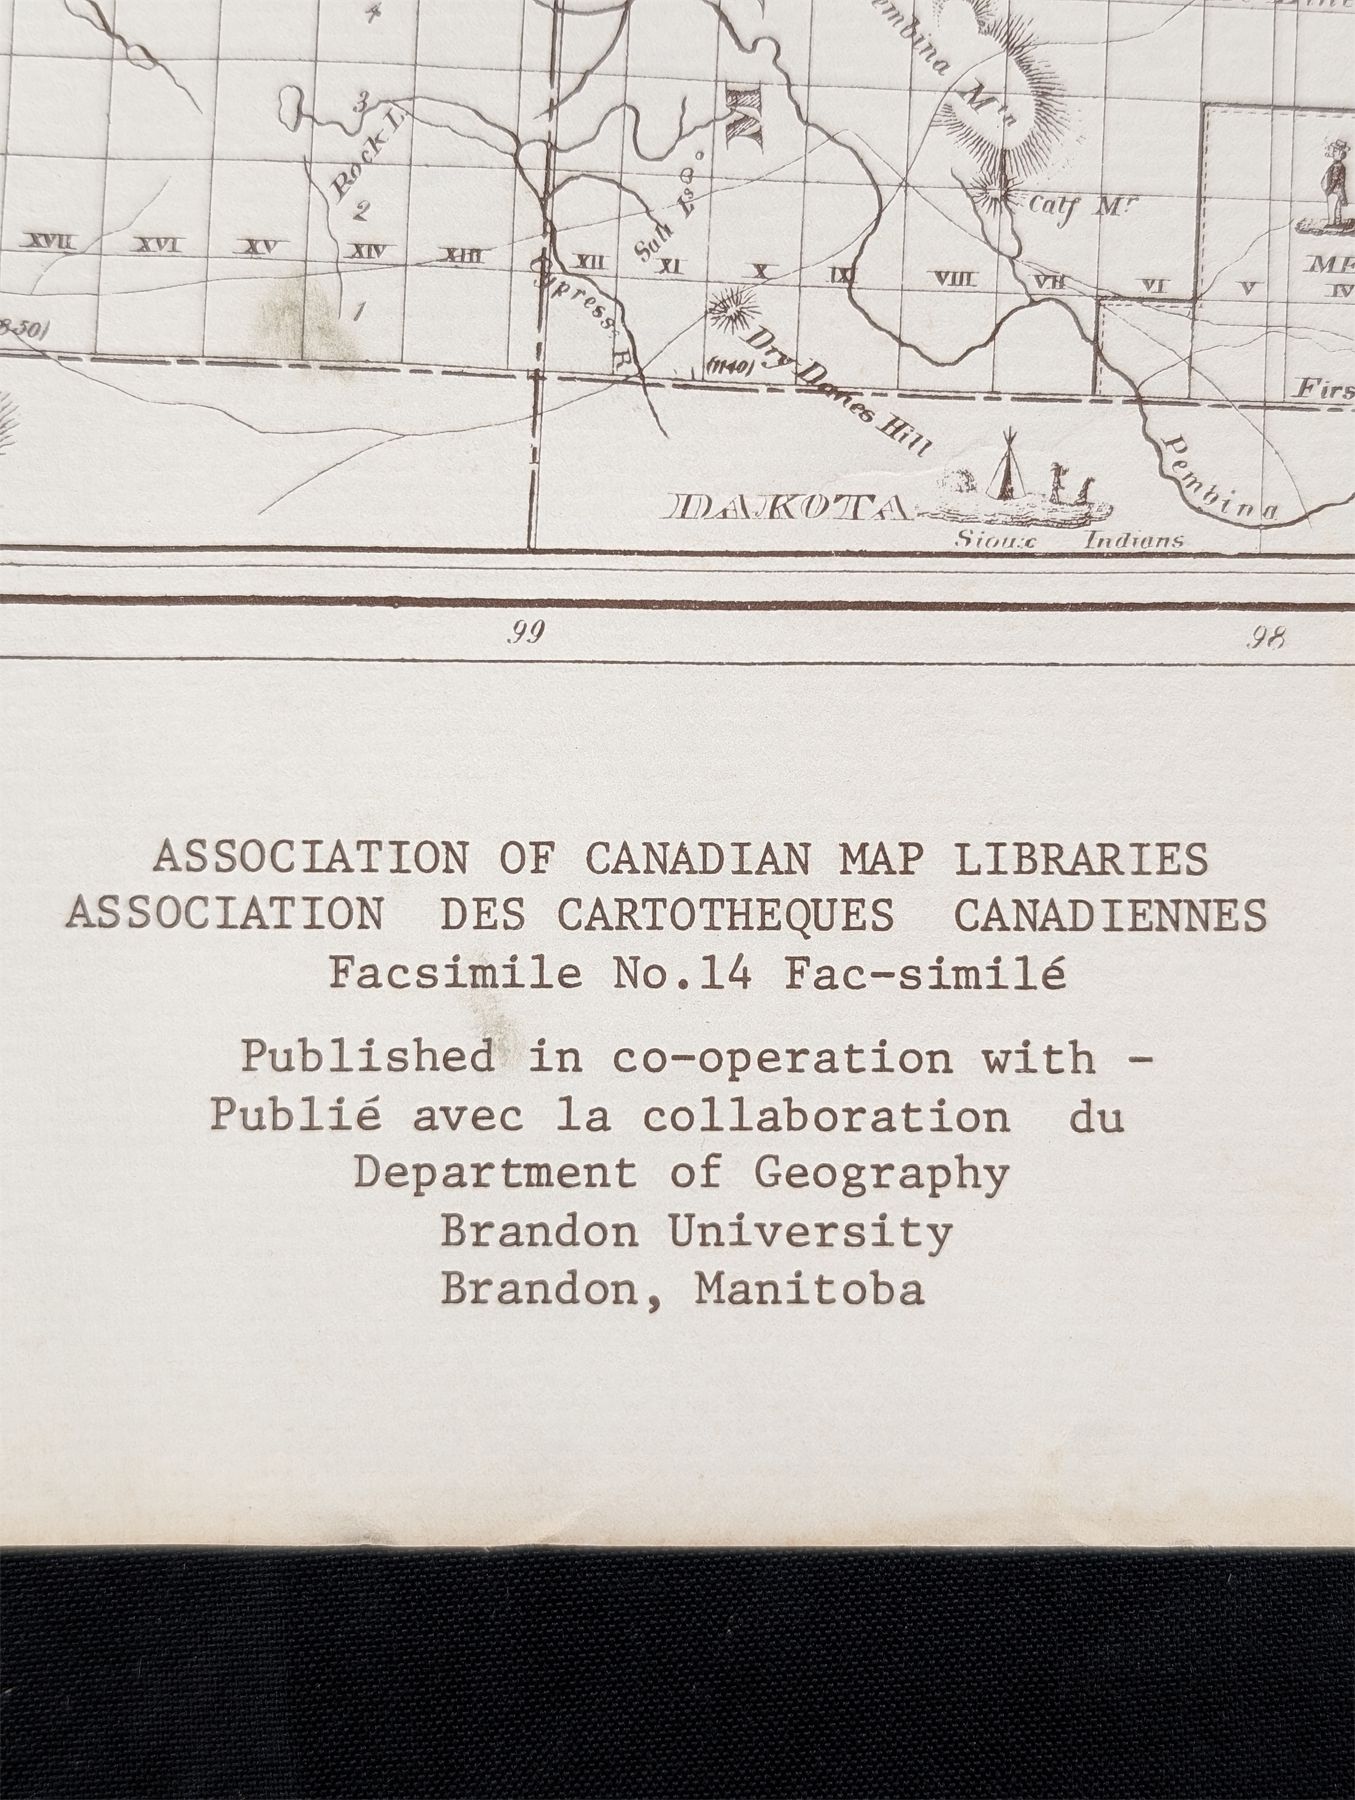 4
Pembina Mtn
3
Rock L.
2
Salt Ls
Calf Mt
XVII XVI XV XIV XIII XII XI X IX VIII VII VI V IV
1
Cypress R.
(1140)
Dry Danes Hill
DAKOTA
Sioux Indians
Pembina
99 98
ASSOCIATION OF CANADIAN MAP LIBRARIES
ASSOCIATION DES CARTOTHEQUES CANADIENNES
Facsimile No.14 Fac-similé
Published in co-operation with -
Publié avec la collaboration du
Department of Geography
Brandon University
Brandon, Manitoba